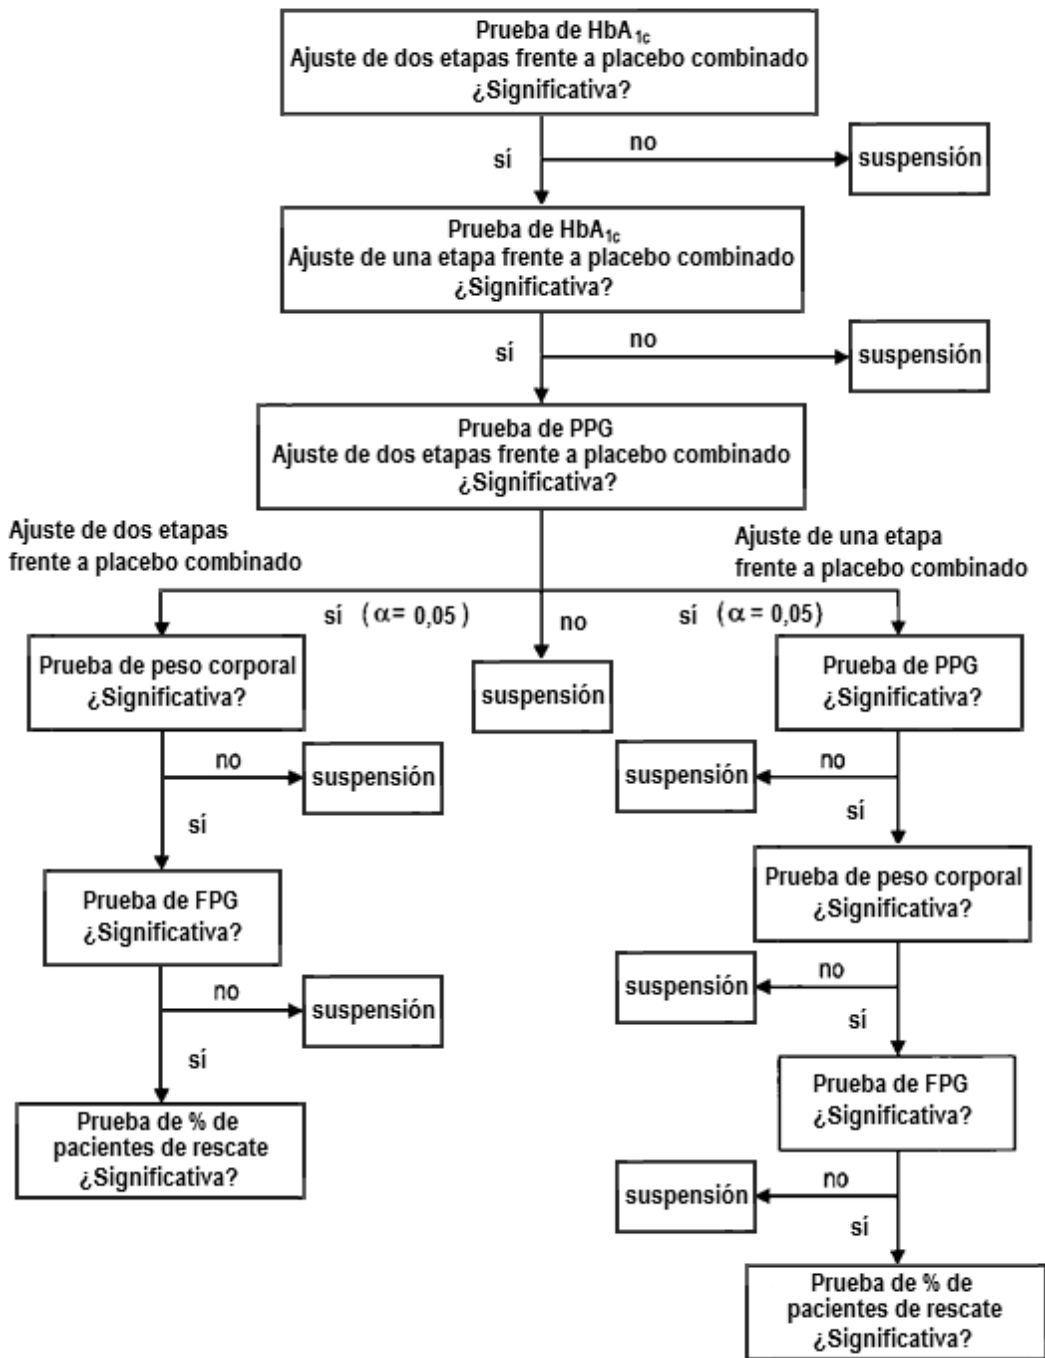 Prueba de HbA1c
Ajuste de dos etapas frente a placebo combinado
¿Significativa?
sí
no
suspensión
Prueba de HbA1c
Ajuste de una etapa frente a placebo combinado
¿Significativa?
sí
no
suspensión
Prueba de PPG
Ajuste de dos etapas frente a placebo combinado
¿Significativa?
Ajuste de dos etapas
frente a placebo combinado
Ajuste de una etapa
frente a placebo combinado
sí (α= 0,05)
no
sí (α= 0,05)
suspensión
Prueba de peso corporal
¿Significativa?
no
suspensión
sí
Prueba de FPG
¿Significativa?
no
suspensión
sí
Prueba de % de
pacientes de rescate
¿Significativa?
Prueba de PPG
¿Significativa?
no
suspensión
sí
Prueba de peso corporal
¿Significativa?
no
suspensión
sí
Prueba de FPG
¿Significativa?
no
suspensión
sí
Prueba de % de
pacientes de rescate
¿Significativa?